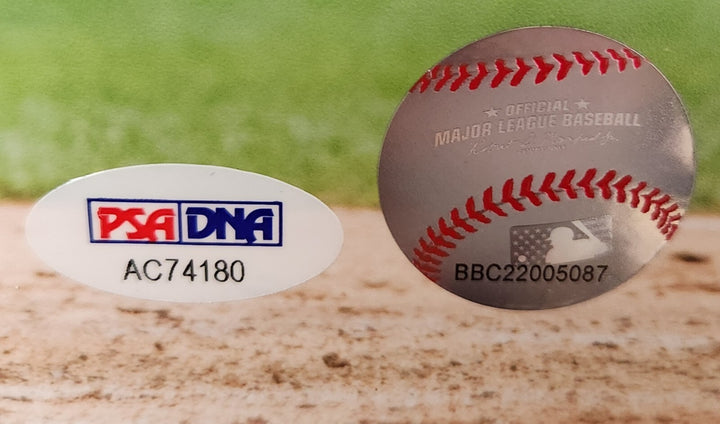 PSA DNA
AC74180
OFFICIAL
MAJOR LEAGUE BASEBALL
BBC22005087